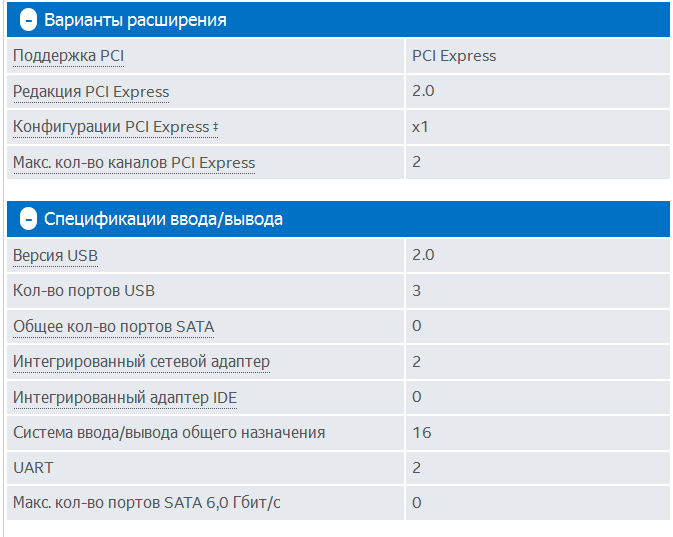 - Варианты расширения
Поддержка PCI PCI Express
Редакция PCI Express 2.0
Конфигурации PCI Express ‡ x1
Макс. кол-во каналов PCI Express 2
- Спецификации ввода/вывода
Версия USB 2.0
Кол-во портов USB 3
Общее кол-во портов SATA 0
Интегрированный сетевой адаптер 2
Интегрированный адаптер IDE 0
Система ввода/вывода общего назначения 16
UART 2
Макс. кол-во портов SATA 6,0 Гбит/с 0